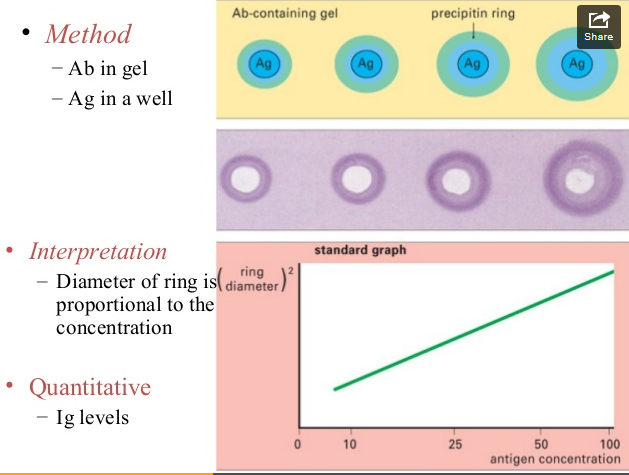 • Method
– Ab in gel
– Ag in a well
Ab-containing gel
precipitin ring
Share
Ag
Ag
Ag
Ag
• Interpretation
– Diameter of ring is
proportional to the
concentration
• Quantitative
– Ig levels
standard graph
( ring diameter )²
0 10 25 50 100
antigen concentration